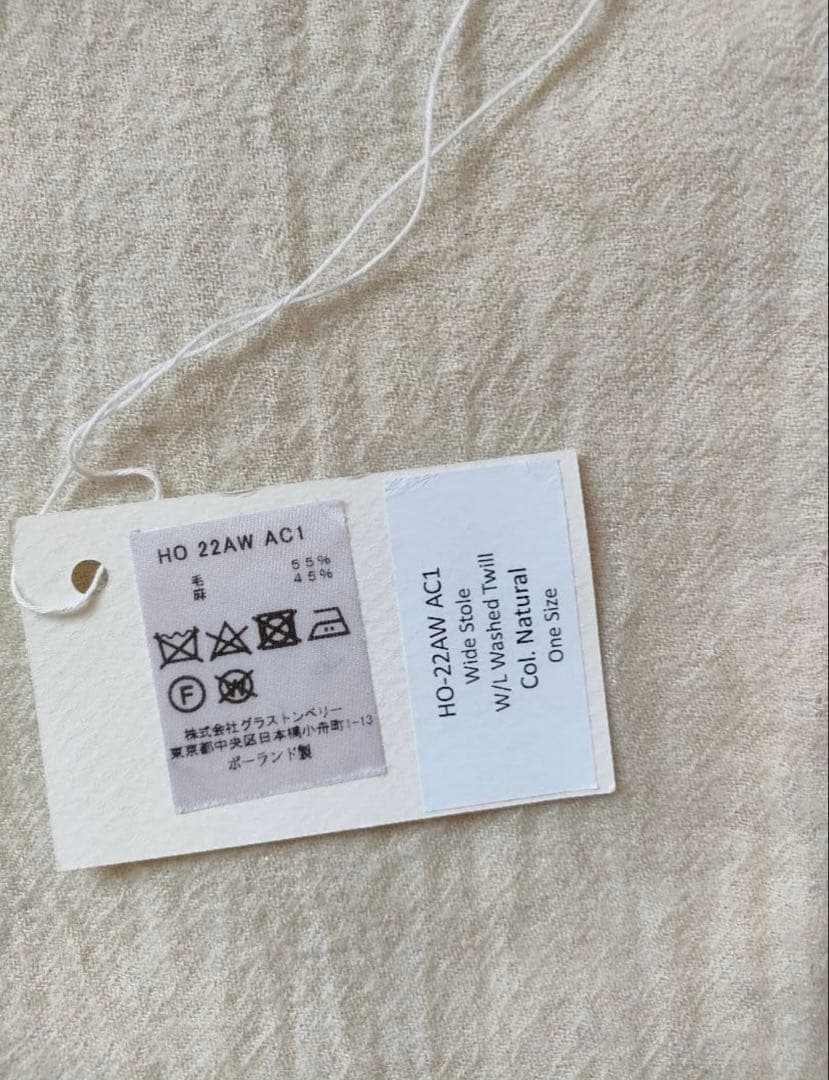 HO 22AW AC1
毛 55%
麻 45%
F
W
株式会社グラストンベリー
東京都中央区日本橋小舟町1-13
ポーランド製
HO-22AW AC1
Wide Stole
W/L Washed Twill
Col. Natural
One Size